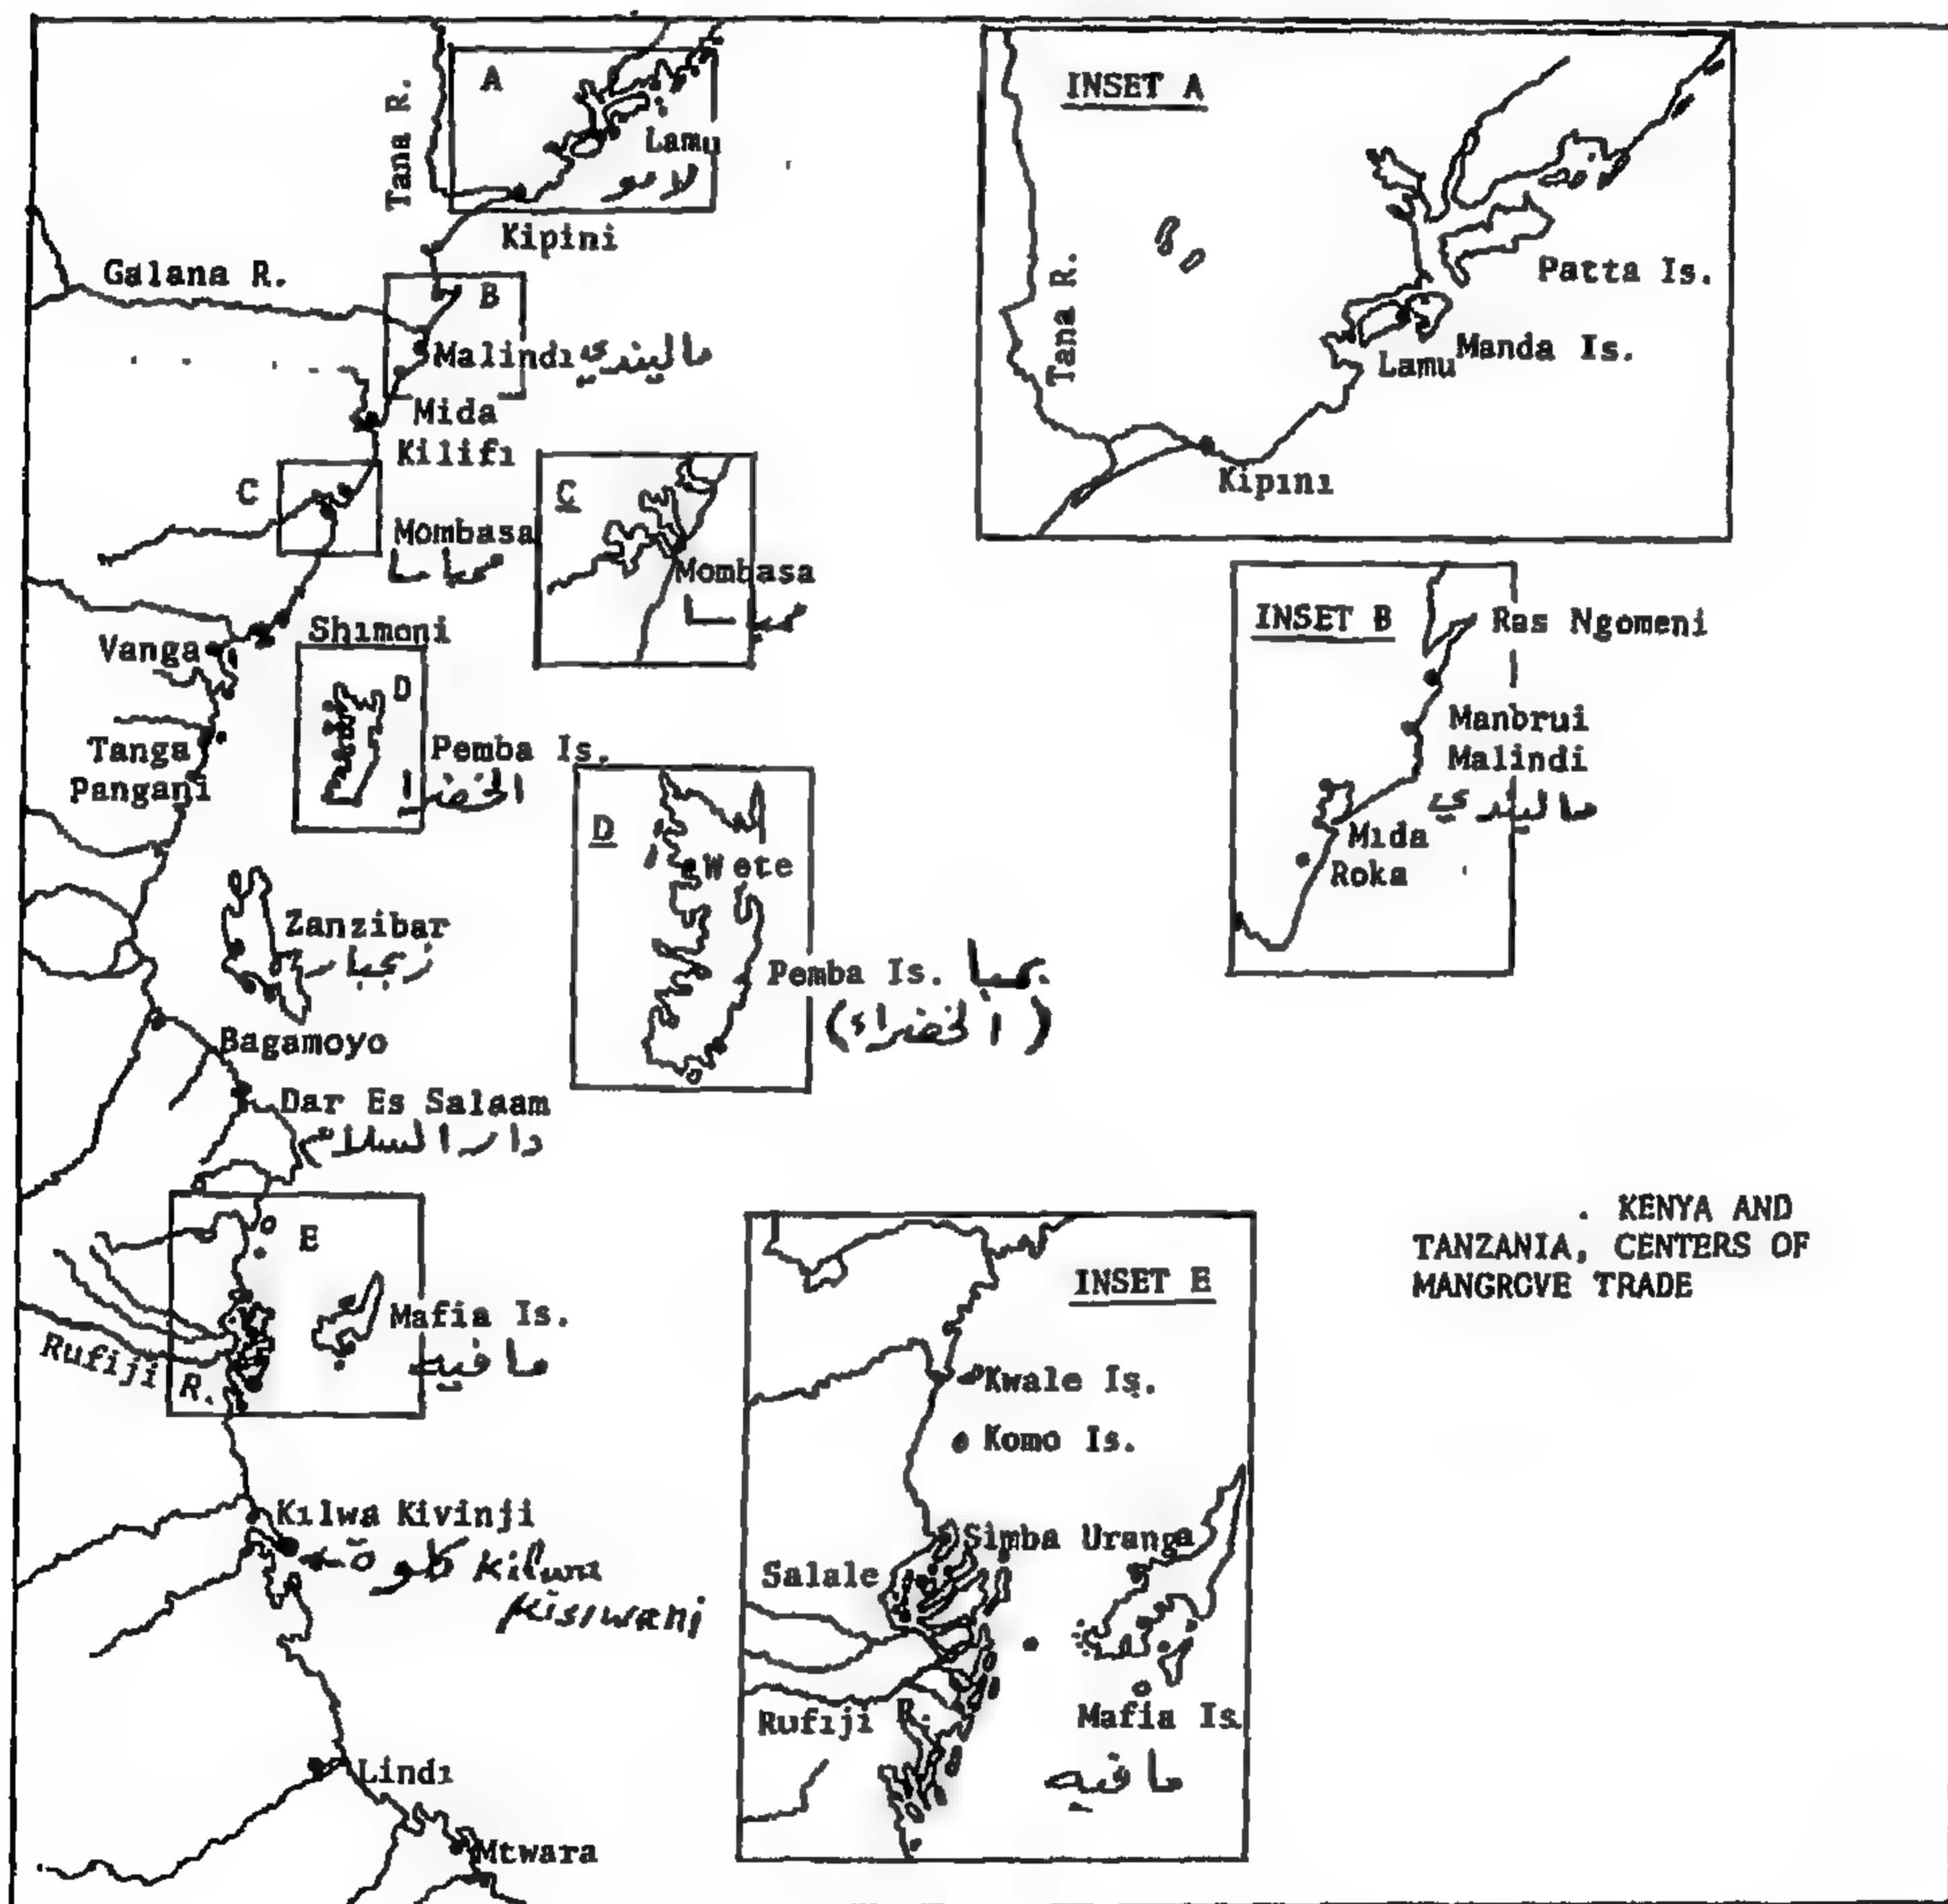 A
Tana R.
Lamu
لامو
Kipini
Galana R.
B
Malindi ماليندي
Mida
Kilifi
C
Mombasa
ممباسا
Shimoni
Vanga
D
Tanga
Pemba Is.
Pangani
Zanzibar
زنجبار
Bagamoyo
Dar Es Salaam
دار السلام
E
Mafia Is.
مافيه
Rufiji R.
Kilwa Kivinji
كلوة Kilwa
Kisiwani
Lindi
Mtwara
C
Mombasa
D
Wete
Pemba Is. بمبا
(الخضراء)
INSET A
Tana R.
Patta Is.
Manda Is.
Lamu
Kipini
INSET B
Ras Ngomeni
Manbrui
Malindi
ماليندي
Mida
Roka
INSET E
Kwale Is.
Komo Is.
Simba Uranga
Salale
Rufiji R.
Mafia Is
مافيه
. KENYA AND
TANZANIA, CENTERS OF
MANGROVE TRADE